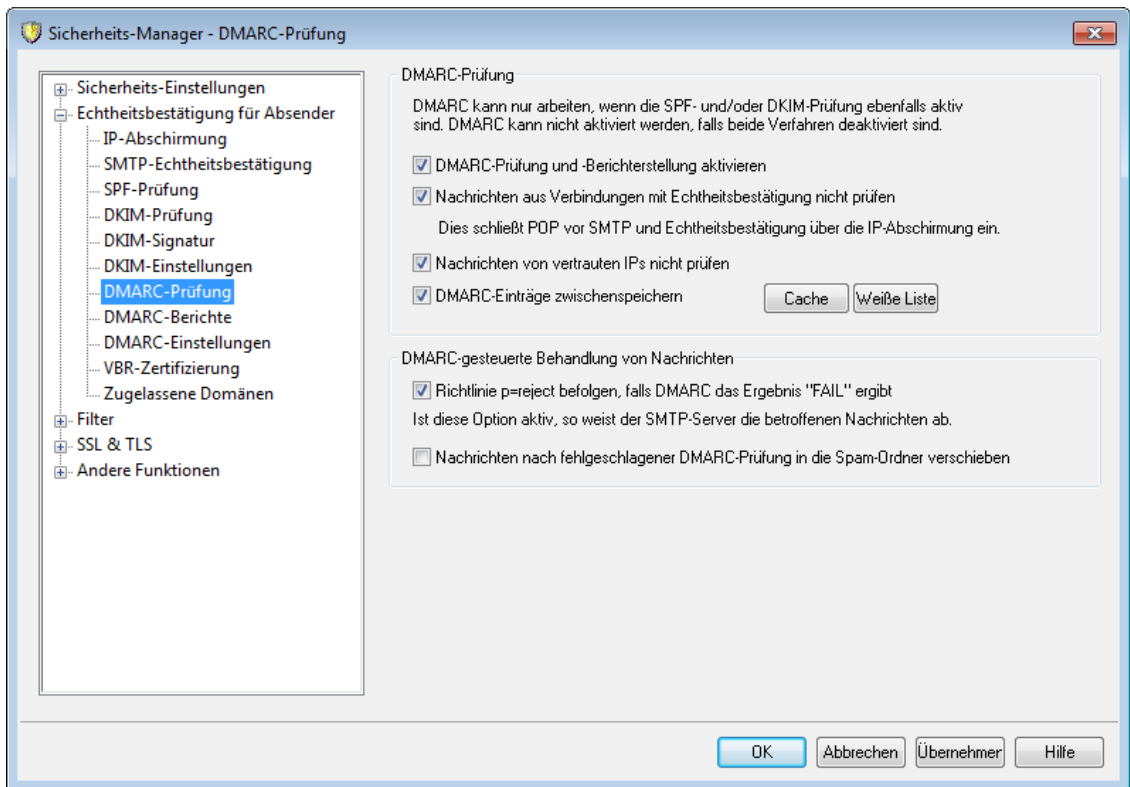 Sicherheits-Manager - DMARC-Prüfung
Sicherheits-Einstellungen
Echtheitsbestätigung für Absender
IP-Abschirmung
SMTP-Echtheitsbestätigung
SPF-Prüfung
DKIM-Prüfung
DKIM-Signatur
DKIM-Einstellungen
DMARC-Prüfung
DMARC-Berichte
DMARC-Einstellungen
VBR-Zertifizierung
Zugelassene Domänen
Filter
SSL & TLS
Andere Funktionen
DMARC-Prüfung
DMARC kann nur arbeiten, wenn die SPF- und/oder DKIM-Prüfung ebenfalls aktiv
sind. DMARC kann nicht aktiviert werden, falls beide Verfahren deaktiviert sind.
DMARC-Prüfung und -Berichterstellung aktivieren
Nachrichten aus Verbindungen mit Echtheitsbestätigung nicht prüfen
Dies schließt POP vor SMTP und Echtheitsbestätigung über die IP-Abschirmung ein.
Nachrichten von vertrauten IPs nicht prüfen
DMARC-Einträge zwischenspeichern
Cache
Weiße Liste
DMARC-gesteuerte Behandlung von Nachrichten
Richtlinie p=reject befolgen, falls DMARC das Ergebnis "FAIL" ergibt
Ist diese Option aktiv, so weist der SMTP-Server die betroffenen Nachrichten ab.
Nachrichten nach fehlgeschlagener DMARC-Prüfung in die Spam-Ordner verschieben
OK
Abbrechen
Übernehmer
Hilfe